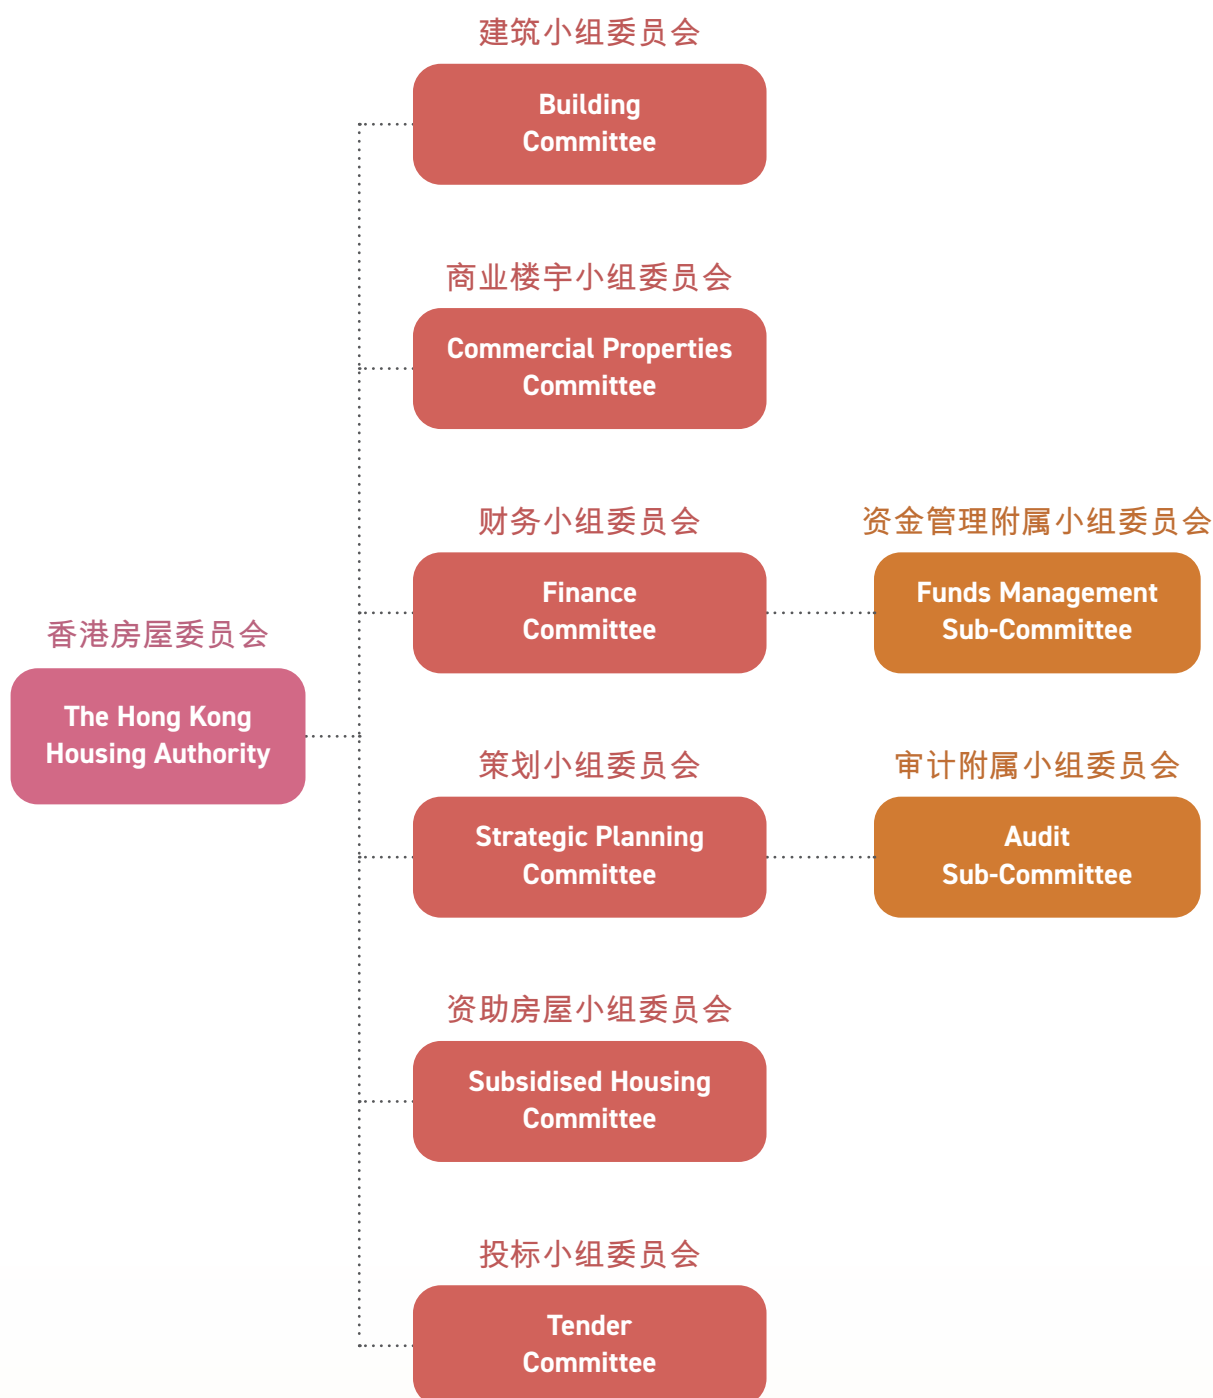 建筑小组委员会
Building
Committee
商业楼宇小组委员会
Commercial Properties
Committee
财务小组委员会
Finance
Committee
资金管理附属小组委员会
Funds Management
Sub-Committee
香港房屋委员会
The Hong Kong
Housing Authority
策划小组委员会
Strategic Planning
Committee
审计附属小组委员会
Audit
Sub-Committee
资助房屋小组委员会
Subsidised Housing
Committee
投标小组委员会
Tender
Committee